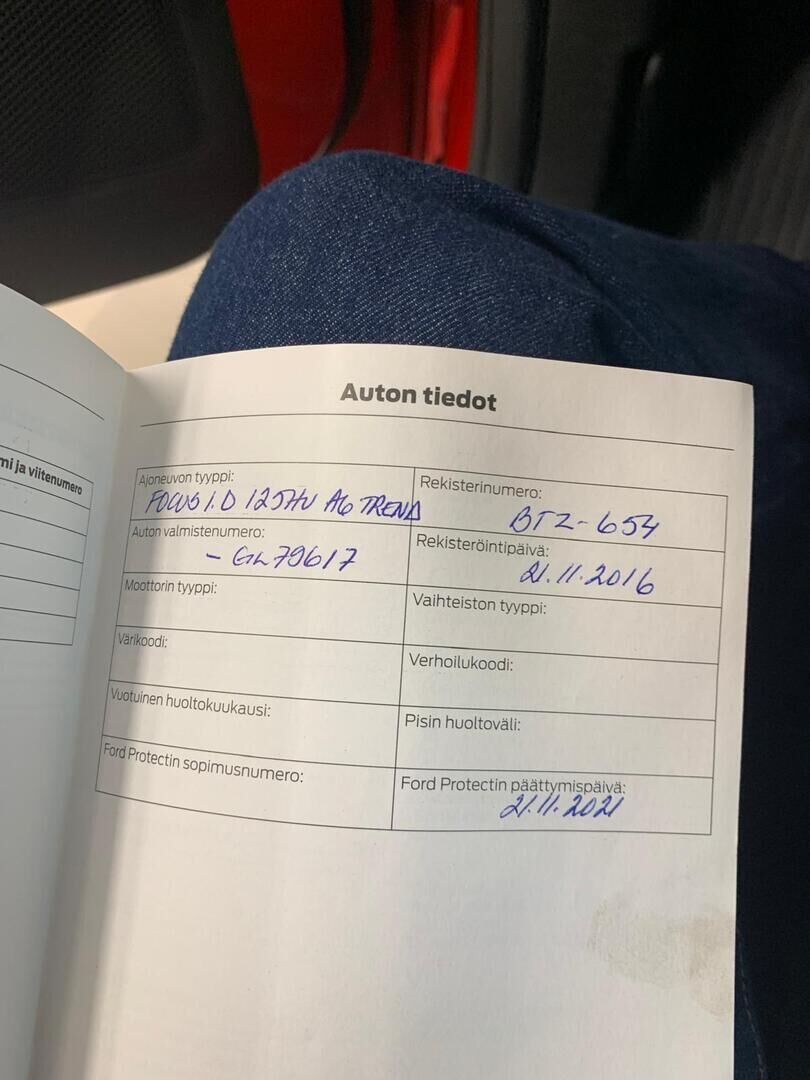 mi ja viitenumero
Auton tiedot
Ajoneuvon tyyppi:
FOCUS 1.0 125HV A6 TREND
Rekisterinumero:
BTZ-654
Auton valmistenumero:
- GL79617
Rekisteröintipäivä:
21.11.2016
Moottorin tyyppi:
Vaihteiston tyyppi:
Värikoodi:
Verhoilukoodi:
Vuotuinen huoltokuukausi:
Pisin huoltoväli:
Ford Protectin sopimusnumero:
Ford Protectin päättymispäivä:
21.11.2021